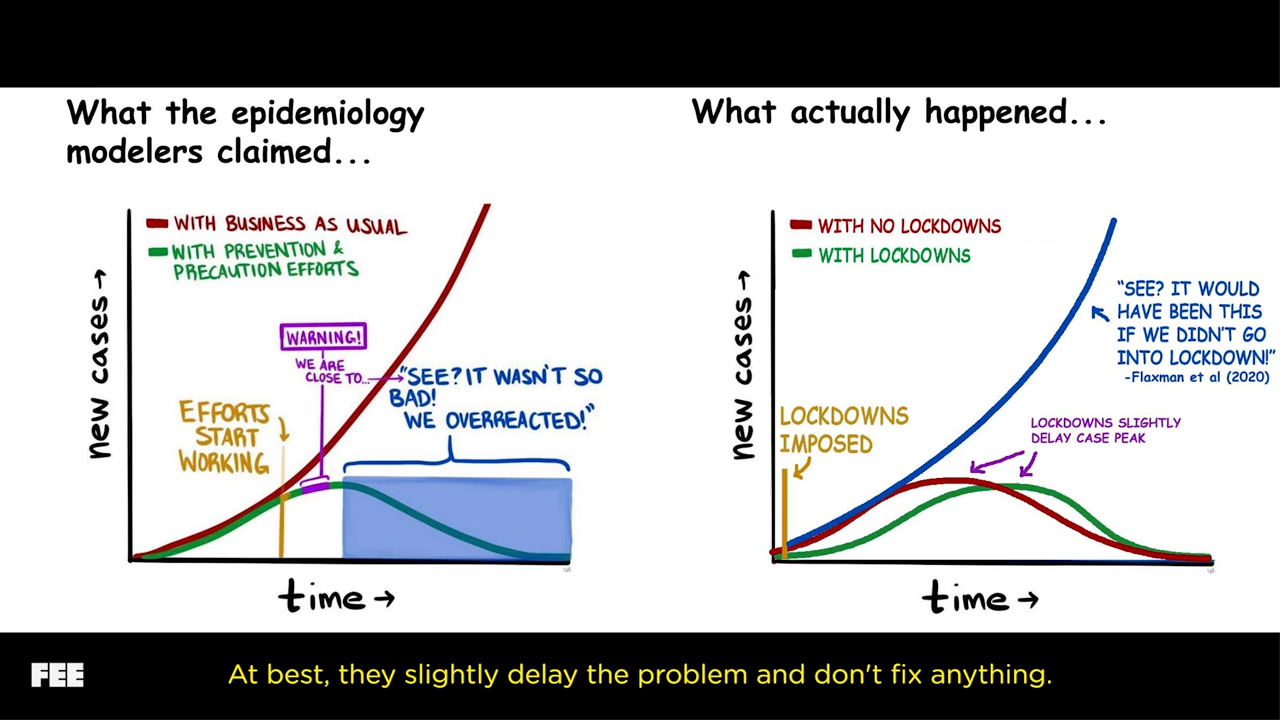 What the epidemiology
modelers claimed...
WITH BUSINESS AS USUAL
WITH PREVENTION &
PRECAUTION EFFORTS
new cases→
WARNING!
WE ARE
CLOSE TO...
"SEE? IT WASN'T SO
BAD!
WE OVERREACTED!"
EFFORTS
START
WORKING
time→
What actually happened...
WITH NO LOCKDOWNS
WITH LOCKDOWNS
new cases→
"SEE? IT WOULD
HAVE BEEN THIS
IF WE DIDN'T GO
INTO LOCKDOWN!"
-Flaxman et al (2020)
LOCKDOWNS
IMPOSED
LOCKDOWNS SLIGHTLY
DELAY CASE PEAK
time→
FEE
At best, they slightly delay the problem and don't fix anything.